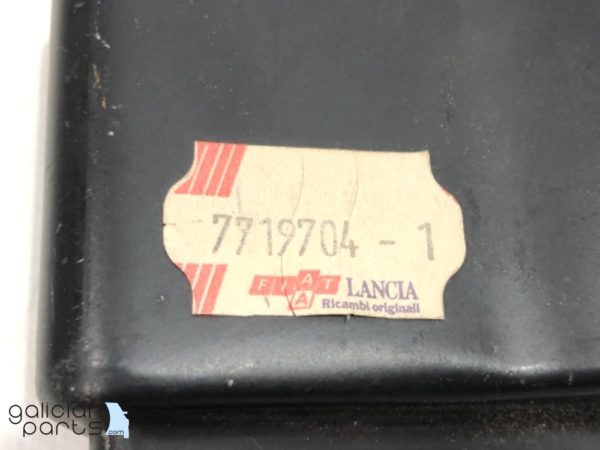 7719704 - 1
FIAT LANCIA
A
Ricambi originali
galician
parts.com